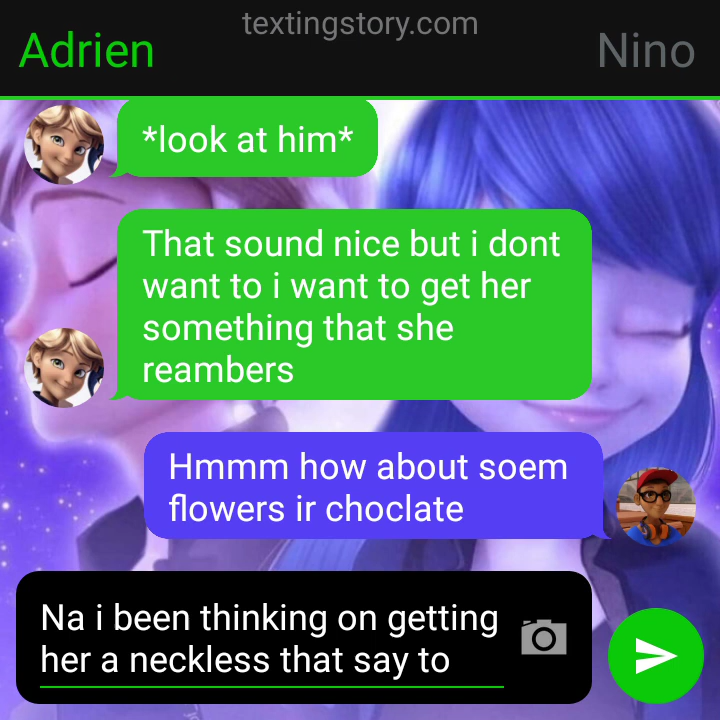 textingstory.com
Adrien
Nino
*look at him*
That sound nice but i dont
want to i want to get her
something that she
reambers
Hmmm how about soem
flowers ir choclate
Na i been thinking on getting
her a neckless that say to